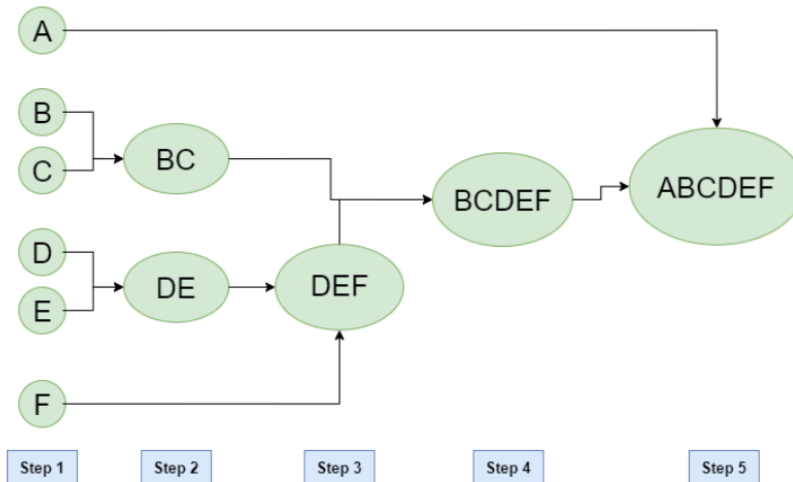 A
B
C
BC
BCDEF
ABCDEF
D
E
DE
DEF
F
Step 1
Step 2
Step 3
Step 4
Step 5